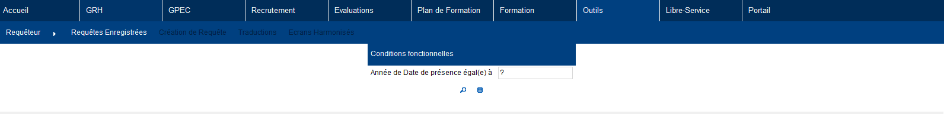 Accueil GRH GPEC Recrutement Evaluations Plan de Formation Formation Outils Libre-Service Portail
Requêteur Requêtes Enregistrées Création de Requête Traductions Ecrans Harmonisés
Conditions fonctionnelles
Année de Date de présence égal(e) à ?